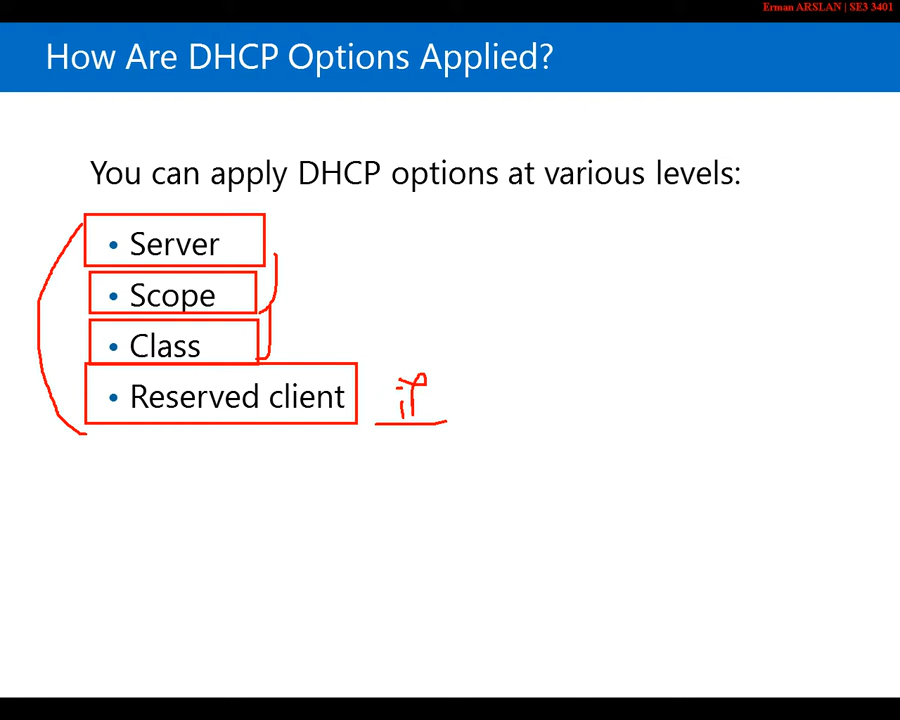 Erman ARSLAN | SE3 3401
How Are DHCP Options Applied?
You can apply DHCP options at various levels:
• Server
• Scope
• Class
• Reserved client
ip